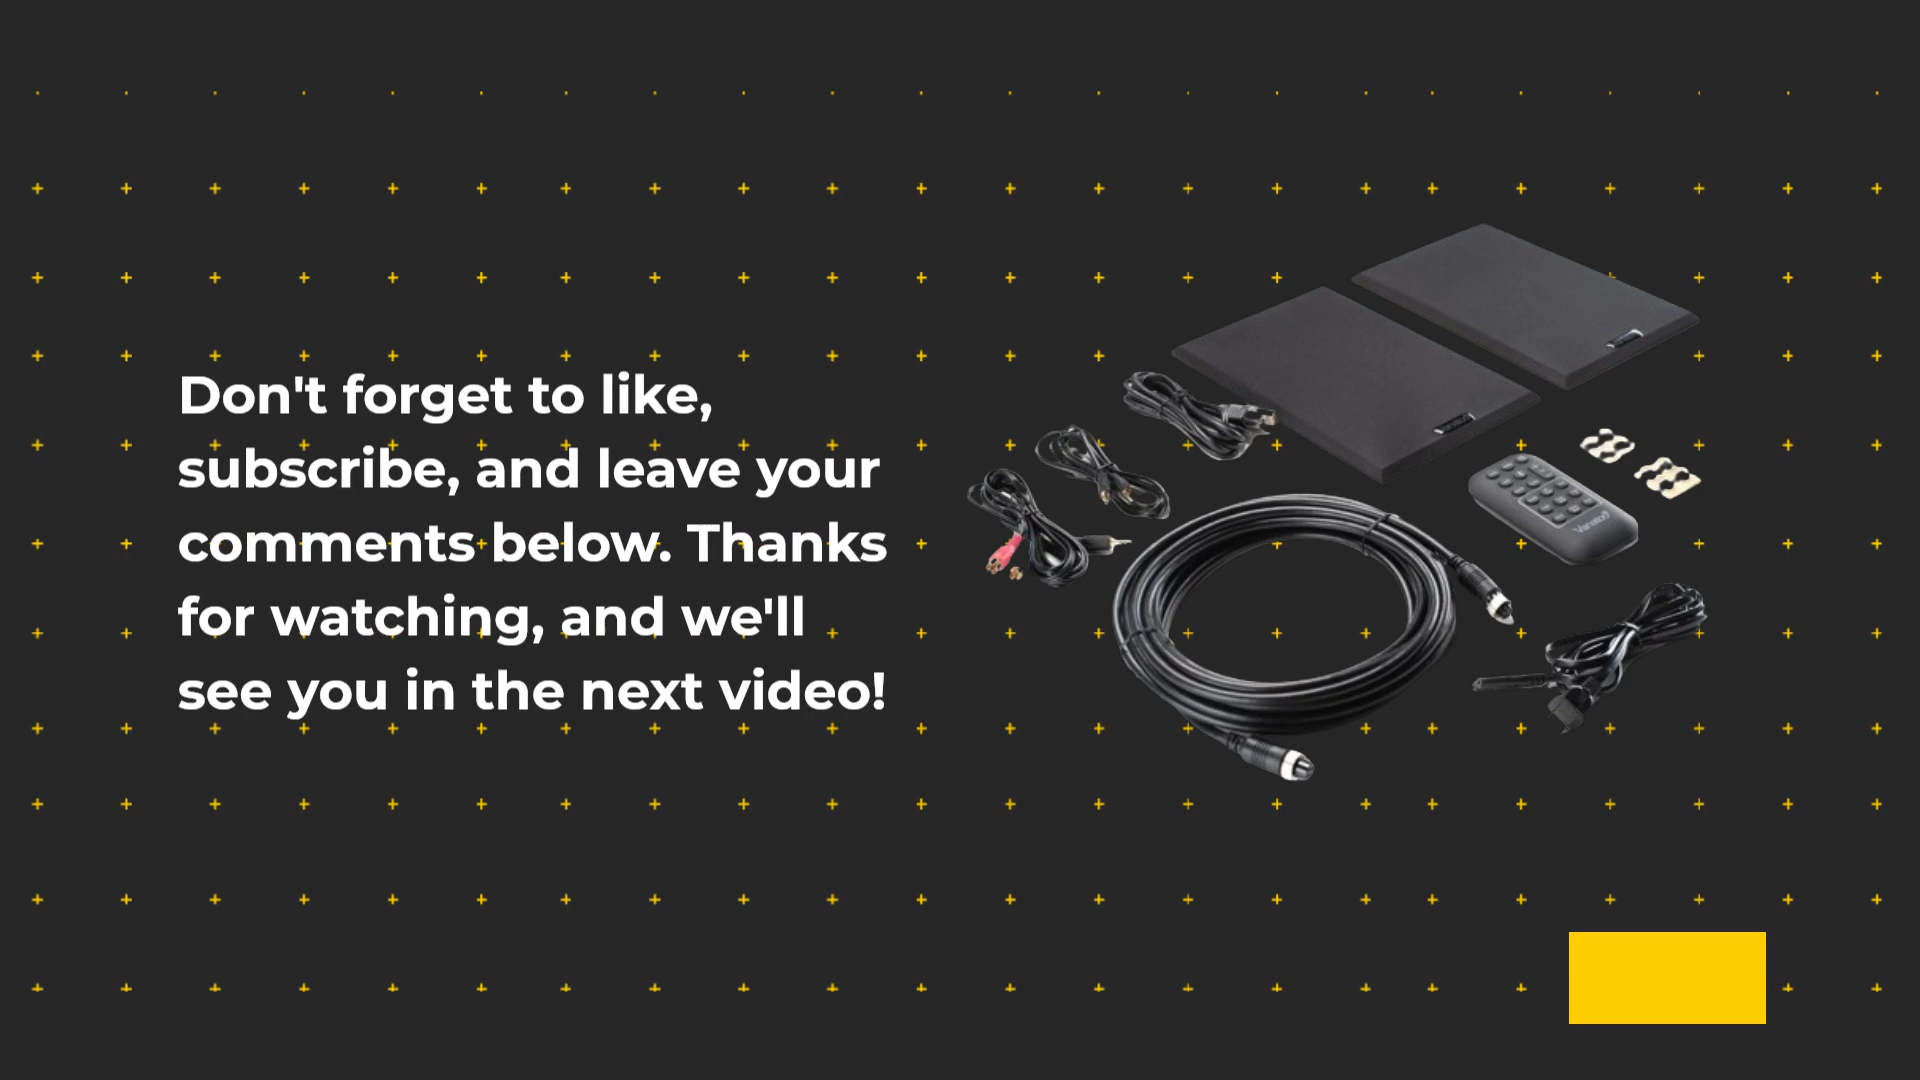 Don't forget to like,
subscribe, and leave your
comments below. Thanks
for watching, and we'll
see you in the next video!
Vanatoo